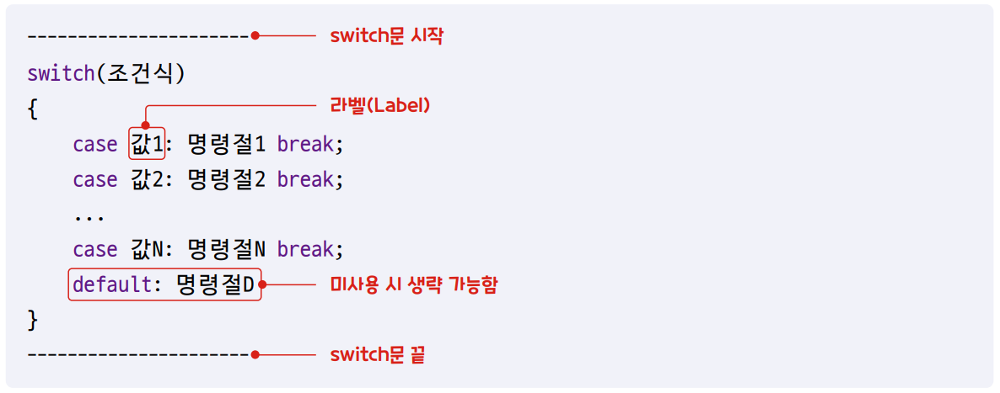 ---------------------- switch문 시작
switch(조건식)
{
라벨(Label)
case 값1: 명령절1 break;
case 값2: 명령절2 break;
...
case 값N: 명령절N break;
default: 명령절D 미사용 시 생략 가능함
}
---------------------- switch문 끝